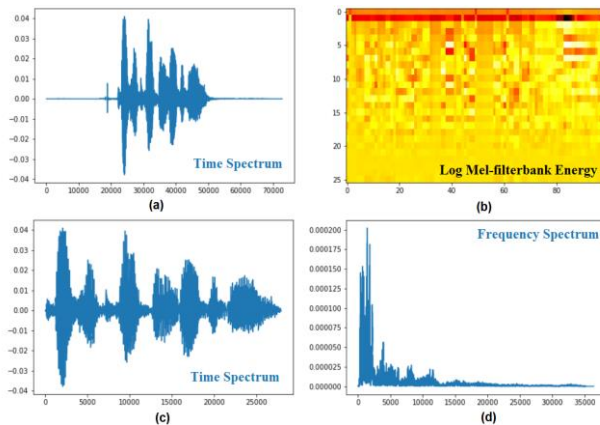 0.04
0.03
0.02
0.01
0.00
−0.01
−0.02
−0.03
−0.04
Time Spectrum
0 10000 20000 30000 40000 50000 60000 70000
(a)
0
5
10
15
20
25
Log Mel-filterbank Energy
0 20 40 60 80
(b)
0.04
0.03
0.02
0.01
0.00
−0.01
−0.02
−0.03
−0.04
Time Spectrum
0 5000 10000 15000 20000 25000
(c)
Frequency Spectrum
0.000200
0.000175
0.000150
0.000125
0.000100
0.000075
0.000050
0.000025
0.000000
0 5000 10000 15000 20000 25000 30000 35000
(d)